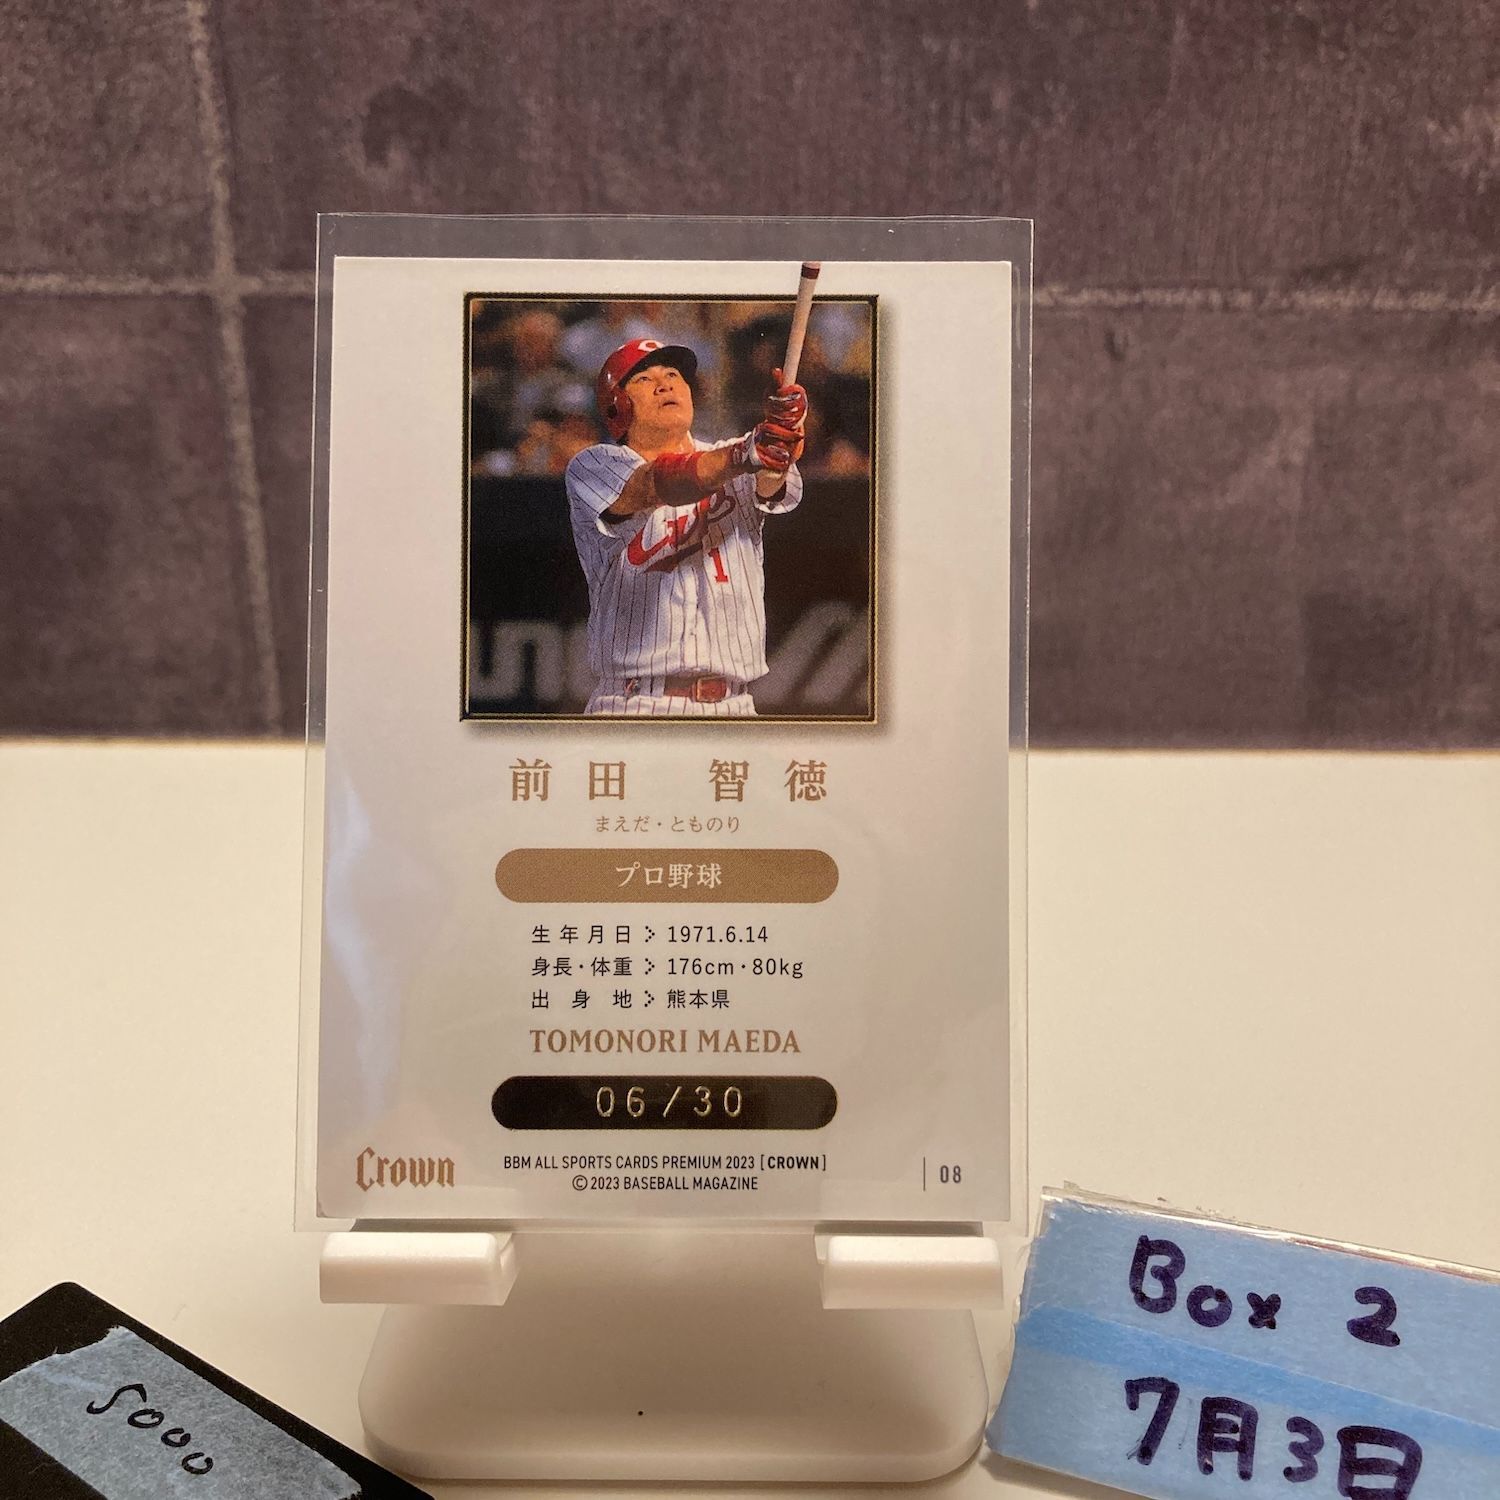 1
前田 智徳
まえだ・とものり
プロ野球
生年月日 > 1971.6.14
身長・体重 > 176cm・80kg
出身地 > 熊本県
TOMONORI MAEDA
06/30
Crown
BBM ALL SPORTS CARDS PREMIUM 2023 [CROWN]
© 2023 BASEBALL MAGAZINE
08
Box 2
7月3日
5000